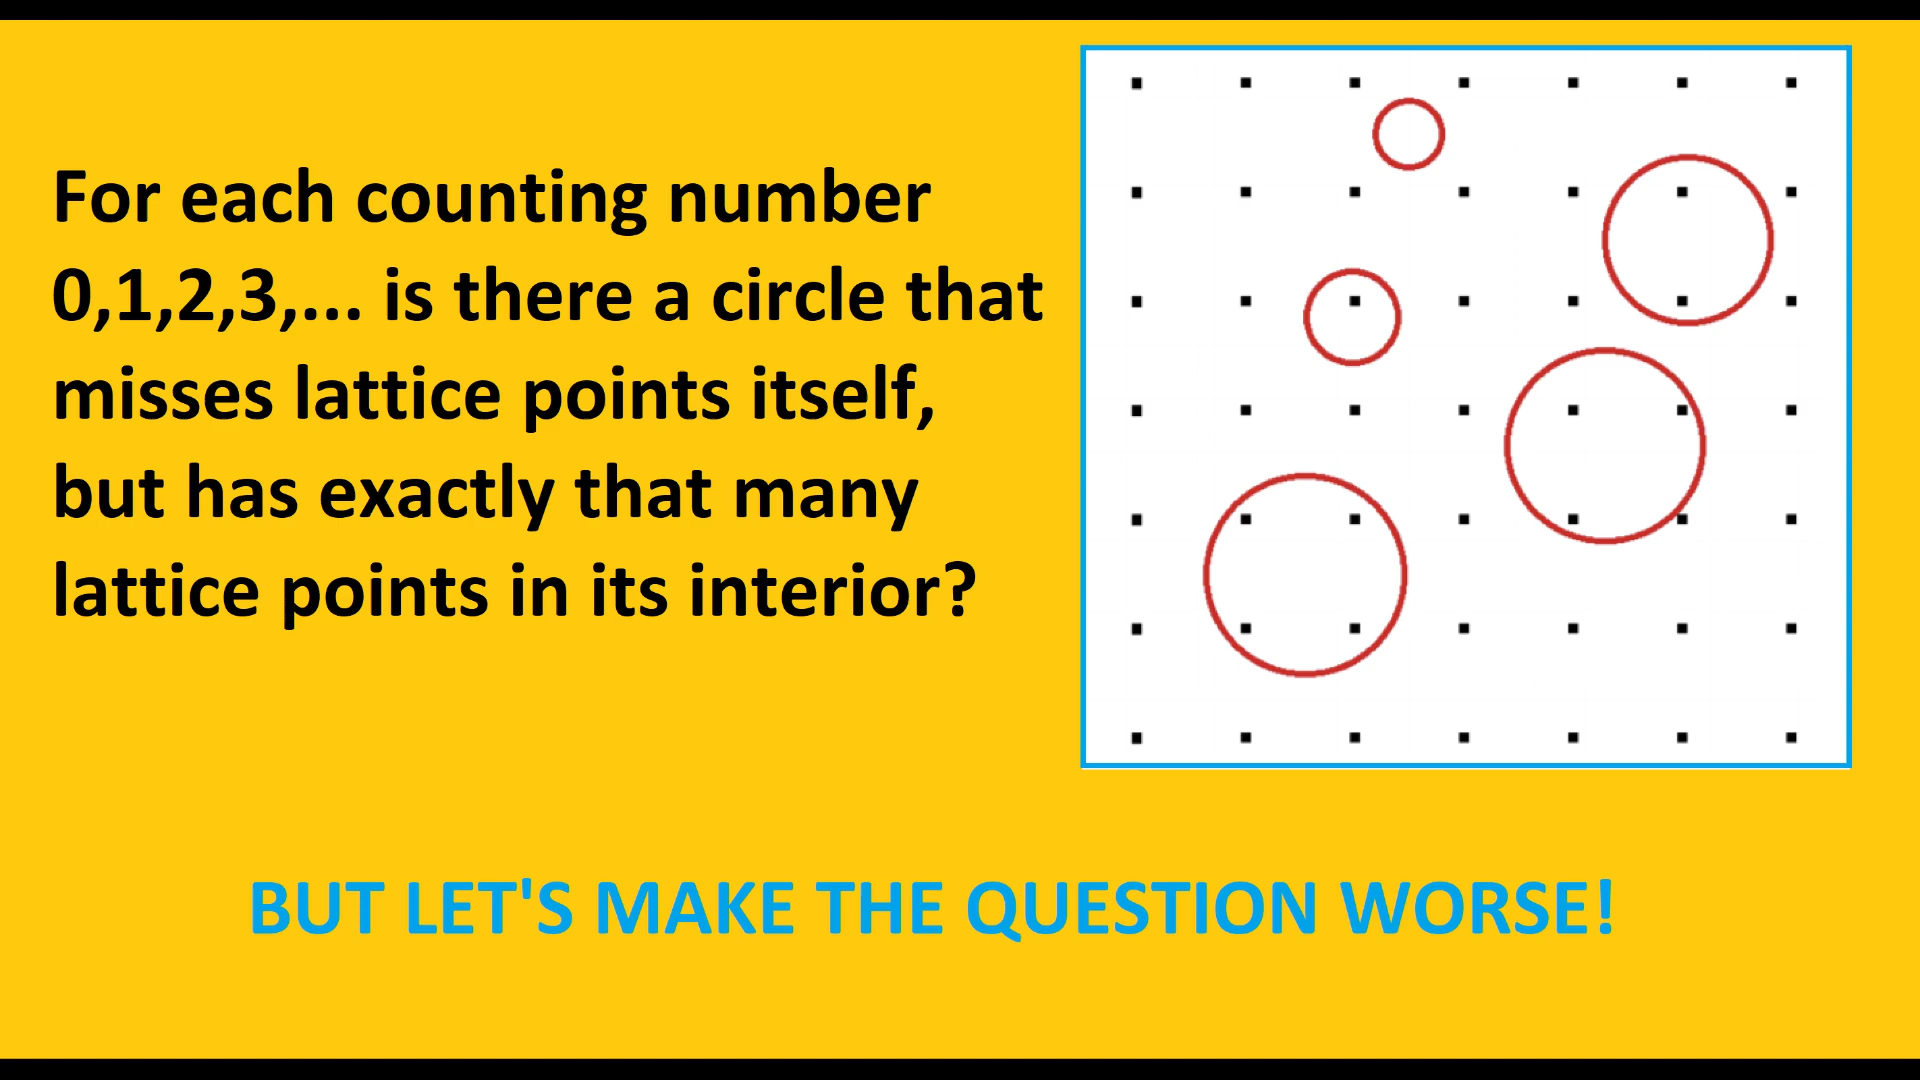 For each counting number
0,1,2,3,... is there a circle that
misses lattice points itself,
but has exactly that many
lattice points in its interior?
BUT LET'S MAKE THE QUESTION WORSE!